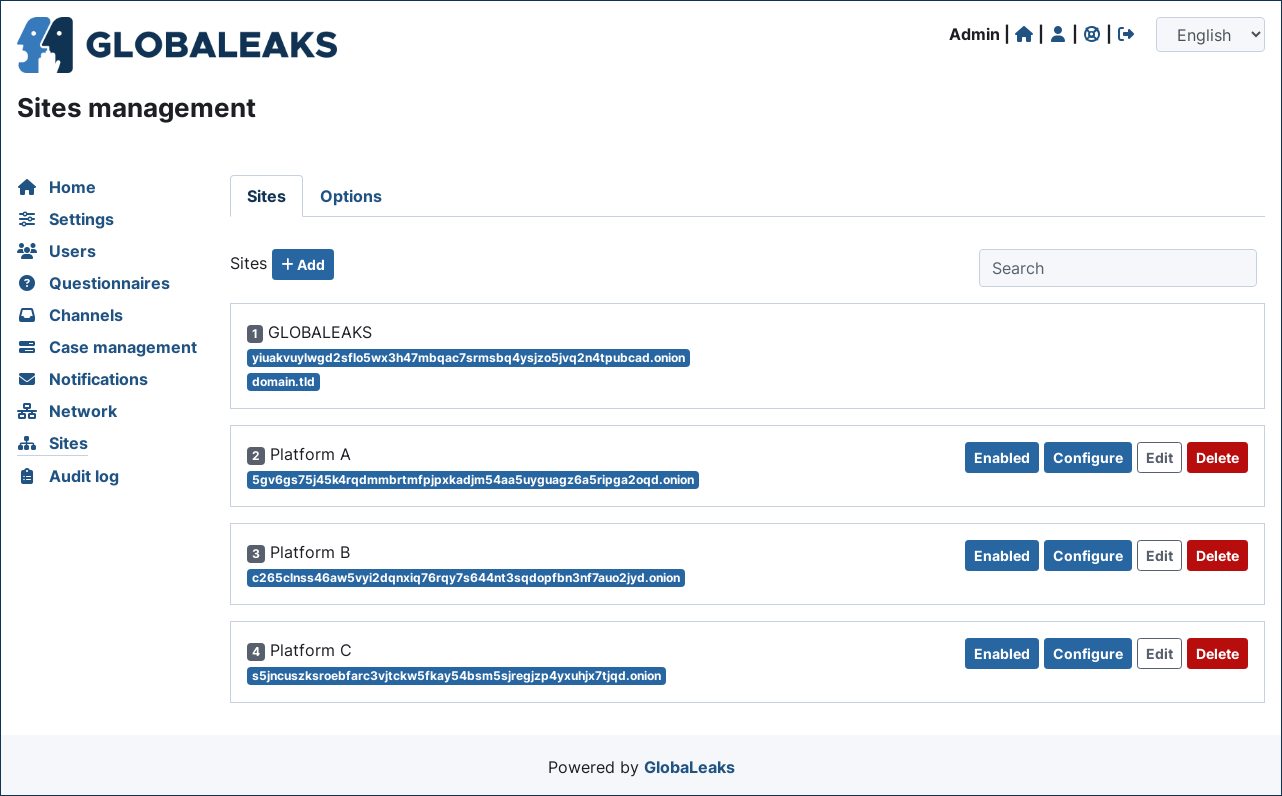 GLOBALEAKS
Admin | | | |
English
Sites management
Home
Settings
Users
Questionnaires
Channels
Case management
Notifications
Network
Sites
Audit log
Sites Options
Sites + Add
Search
1 GLOBALEAKS
yiuakvuylwgd2sflo5wx3h47mbqac7srmsbq4ysjzo5jvq2n4tpubcad.onion
domain.tld
2 Platform A
Enabled Configure Edit Delete
5gv6gs75j45k4rqdmmbrtmfpjpxkadjm54aa5uyguagz6a5ripga2oqd.onion
3 Platform B
Enabled Configure Edit Delete
c265clnss46aw5vyi2dqnxiq76rqy7s644nt3sqdopfbn3nf7auo2jyd.onion
4 Platform C
Enabled Configure Edit Delete
s5jncuszksroebfarc3vjtckw5fkay54bsm5sjregjzp4yxuhjx7tjqd.onion
Powered by GlobaLeaks